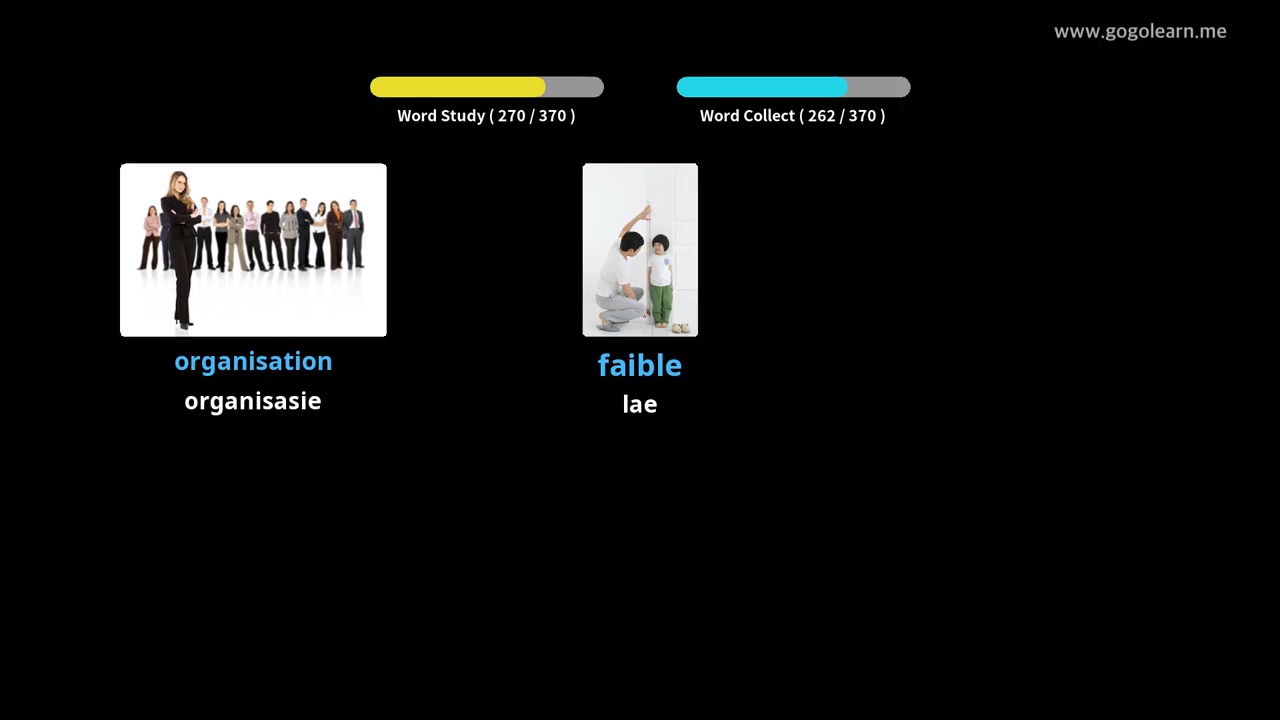 www.gogolearn.me
Word Study ( 270 / 370 )
Word Collect ( 262 / 370 )
organisation
organisasie
faible
lae